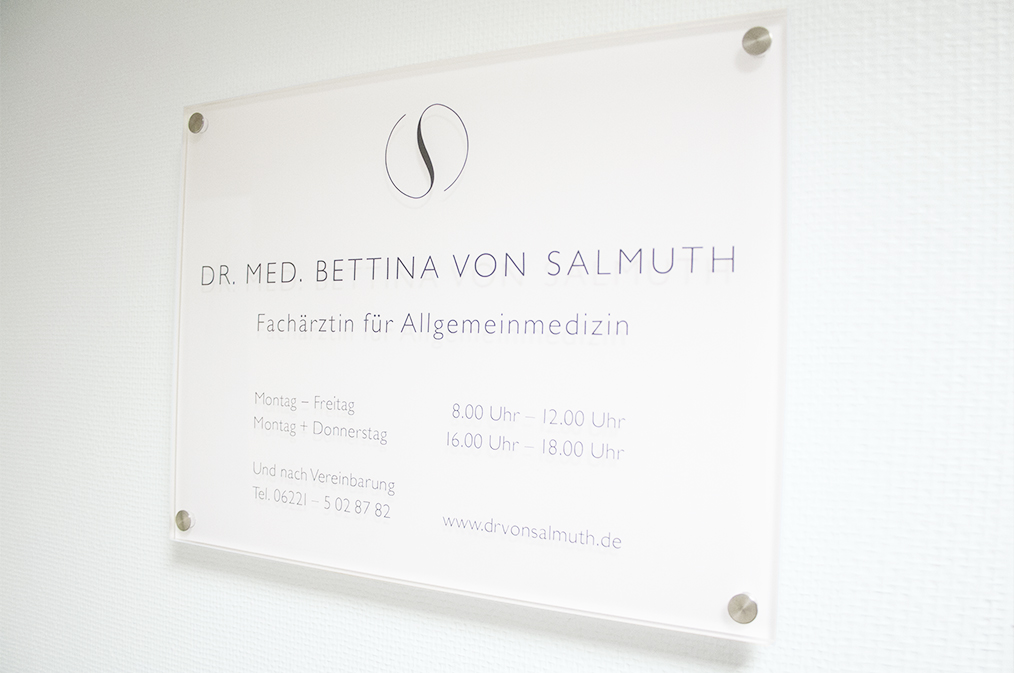 DR. MED. BETTINA VON SALMUTH
Fachärztin für Allgemeinmedizin
Montag – Freitag 8.00 Uhr – 12.00 Uhr
Montag + Donnerstag 16.00 Uhr – 18.00 Uhr
Und nach Vereinbarung
Tel. 06221 – 5 02 87 82
www.drvonsalmuth.de